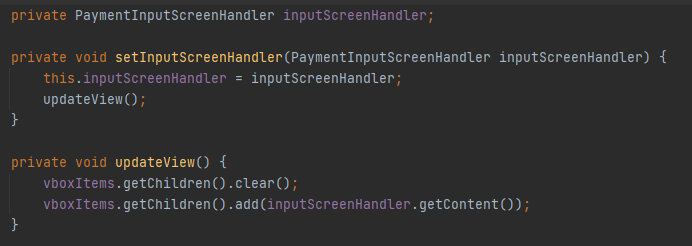 private PaymentInputScreenHandler inputScreenHandler;
private void setInputScreenHandler(PaymentInputScreenHandler inputScreenHandler) {
this.inputScreenHandler = inputScreenHandler;
updateView();
}
private void updateView() {
vboxItems.getChildren().clear();
vboxItems.getChildren().add(inputScreenHandler.getContent());
}